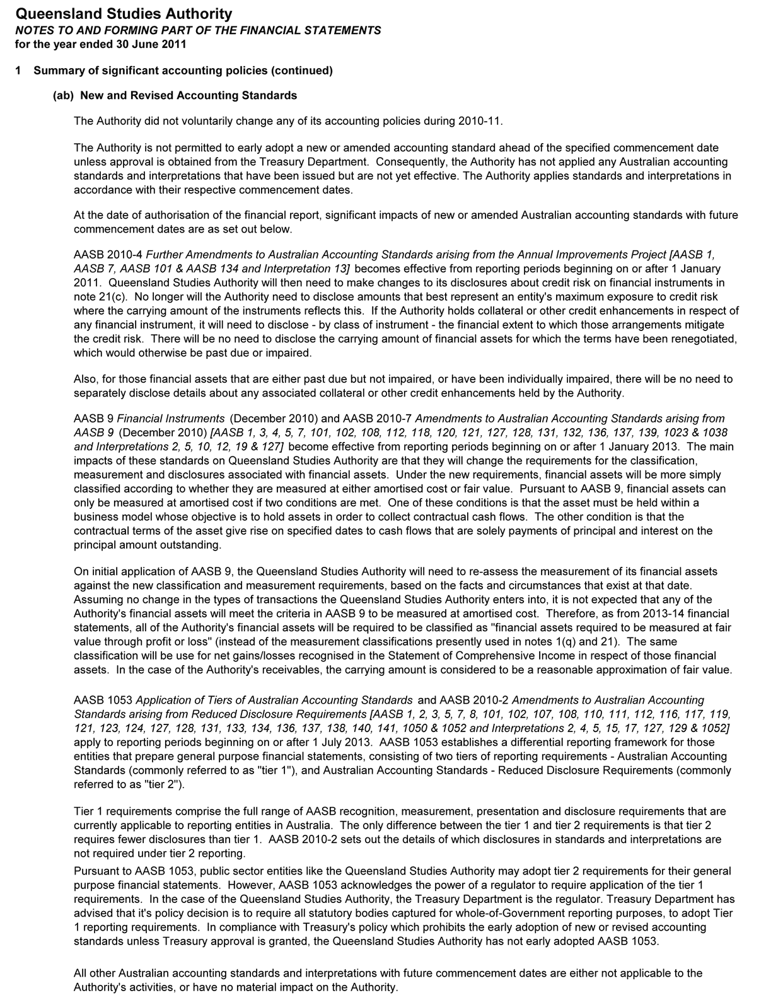 Queensland Studies Authority
NOTES TO AND FORMING PART OF THE FINANCIAL STATEMENTS
for the year ended 30 June 2011
1 Summary of significant accounting policies (continued)
(ab) New and Revised Accounting Standards
The Authority did not voluntarily change any of its accounting policies during 2010-11.
The Authority is not permitted to early adopt a new or amended accounting standard ahead of the specified commencement date
unless approval is obtained from the Treasury Department. Consequently, the Authority has not applied any Australian accounting
standards and interpretations that have been issued but are not yet effective. The Authority applies standards and interpretations in
accordance with their respective commencement dates.
At the date of authorisation of the financial report, significant impacts of new or amended Australian accounting standards with future
commencement dates are as set out below.
AASB 2010-4 Further Amendments to Australian Accounting Standards arising from the Annual Improvements Project [AASB 1,
AASB 7, AASB 101 & AASB 134 and Interpretation 13] becomes effective from reporting periods beginning on or after 1 January
2011. Queensland Studies Authority will then need to make changes to its disclosures about credit risk on financial instruments in
note 21(c). No longer will the Authority need to disclose amounts that best represent an entity's maximum exposure to credit risk
where the carrying amount of the instruments reflects this. If the Authority holds collateral or other credit enhancements in respect of
any financial instrument, it will need to disclose - by class of instrument - the financial extent to which those arrangements mitigate
the credit risk. There will be no need to disclose the carrying amount of financial assets for which the terms have been renegotiated,
which would otherwise be past due or impaired.
Also, for those financial assets that are either past due but not impaired, or have been individually impaired, there will be no need to
separately disclose details about any associated collateral or other credit enhancements held by the Authority.
AASB 9 Financial Instruments (December 2010) and AASB 2010-7 Amendments to Australian Accounting Standards arising from
AASB 9 (December 2010) [AASB 1, 3, 4, 5, 7, 101, 102, 108, 112, 118, 120, 121, 127, 128, 131, 132, 136, 137, 139, 1023 & 1038
and Interpretations 2, 5, 10, 12, 19 & 127] become effective from reporting periods beginning on or after 1 January 2013. The main
impacts of these standards on Queensland Studies Authority are that they will change the requirements for the classification,
measurement and disclosures associated with financial assets. Under the new requirements, financial assets will be more simply
classified according to whether they are measured at either amortised cost or fair value. Pursuant to AASB 9, financial assets can
only be measured at amortised cost if two conditions are met. One of these conditions is that the asset must be held within a
business model whose objective is to hold assets in order to collect contractual cash flows. The other condition is that the
contractual terms of the asset give rise on specified dates to cash flows that are solely payments of principal and interest on the
principal amount outstanding.
On initial application of AASB 9, the Queensland Studies Authority will need to re-assess the measurement of its financial assets
against the new classification and measurement requirements, based on the facts and circumstances that exist at that date.
Assuming no change in the types of transactions the Queensland Studies Authority enters into, it is not expected that any of the
Authority's financial assets will meet the criteria in AASB 9 to be measured at amortised cost. Therefore, as from 2013-14 financial
statements, all of the Authority's financial assets will be required to be classified as "financial assets required to be measured at fair
value through profit or loss" (instead of the measurement classifications presently used in notes 1(q) and 21). The same
classification will be use for net gains/losses recognised in the Statement of Comprehensive Income in respect of those financial
assets. In the case of the Authority's receivables, the carrying amount is considered to be a reasonable approximation of fair value.
AASB 1053 Application of Tiers of Australian Accounting Standards and AASB 2010-2 Amendments to Australian Accounting
Standards arising from Reduced Disclosure Requirements [AASB 1, 2, 3, 5, 7, 8, 101, 102, 107, 108, 110, 111, 112, 116, 117, 119,
121, 123, 124, 127, 128, 131, 133, 134, 136, 137, 138, 140, 141, 1050 & 1052 and Interpretations 2, 4, 5, 15, 17, 127, 129 & 1052]
apply to reporting periods beginning on or after 1 July 2013. AASB 1053 establishes a differential reporting framework for those
entities that prepare general purpose financial statements, consisting of two tiers of reporting requirements - Australian Accounting
Standards (commonly referred to as "tier 1"), and Australian Accounting Standards - Reduced Disclosure Requirements (commonly
referred to as "tier 2").
Tier 1 requirements comprise the full range of AASB recognition, measurement, presentation and disclosure requirements that are
currently applicable to reporting entities in Australia. The only difference between the tier 1 and tier 2 requirements is that tier 2
requires fewer disclosures than tier 1. AASB 2010-2 sets out the details of which disclosures in standards and interpretations are
not required under tier 2 reporting.
Pursuant to AASB 1053, public sector entities like the Queensland Studies Authority may adopt tier 2 requirements for their general
purpose financial statements. However, AASB 1053 acknowledges the power of a regulator to require application of the tier 1
requirements. In the case of the Queensland Studies Authority, the Treasury Department is the regulator. Treasury Department has
advised that it's policy decision is to require all statutory bodies captured for whole-of-Government reporting purposes, to adopt Tier
1 reporting requirements. In compliance with Treasury's policy which prohibits the early adoption of new or revised accounting
standards unless Treasury approval is granted, the Queensland Studies Authority has not early adopted AASB 1053.
All other Australian accounting standards and interpretations with future commencement dates are either not applicable to the
Authority's activities, or have no material impact on the Authority.